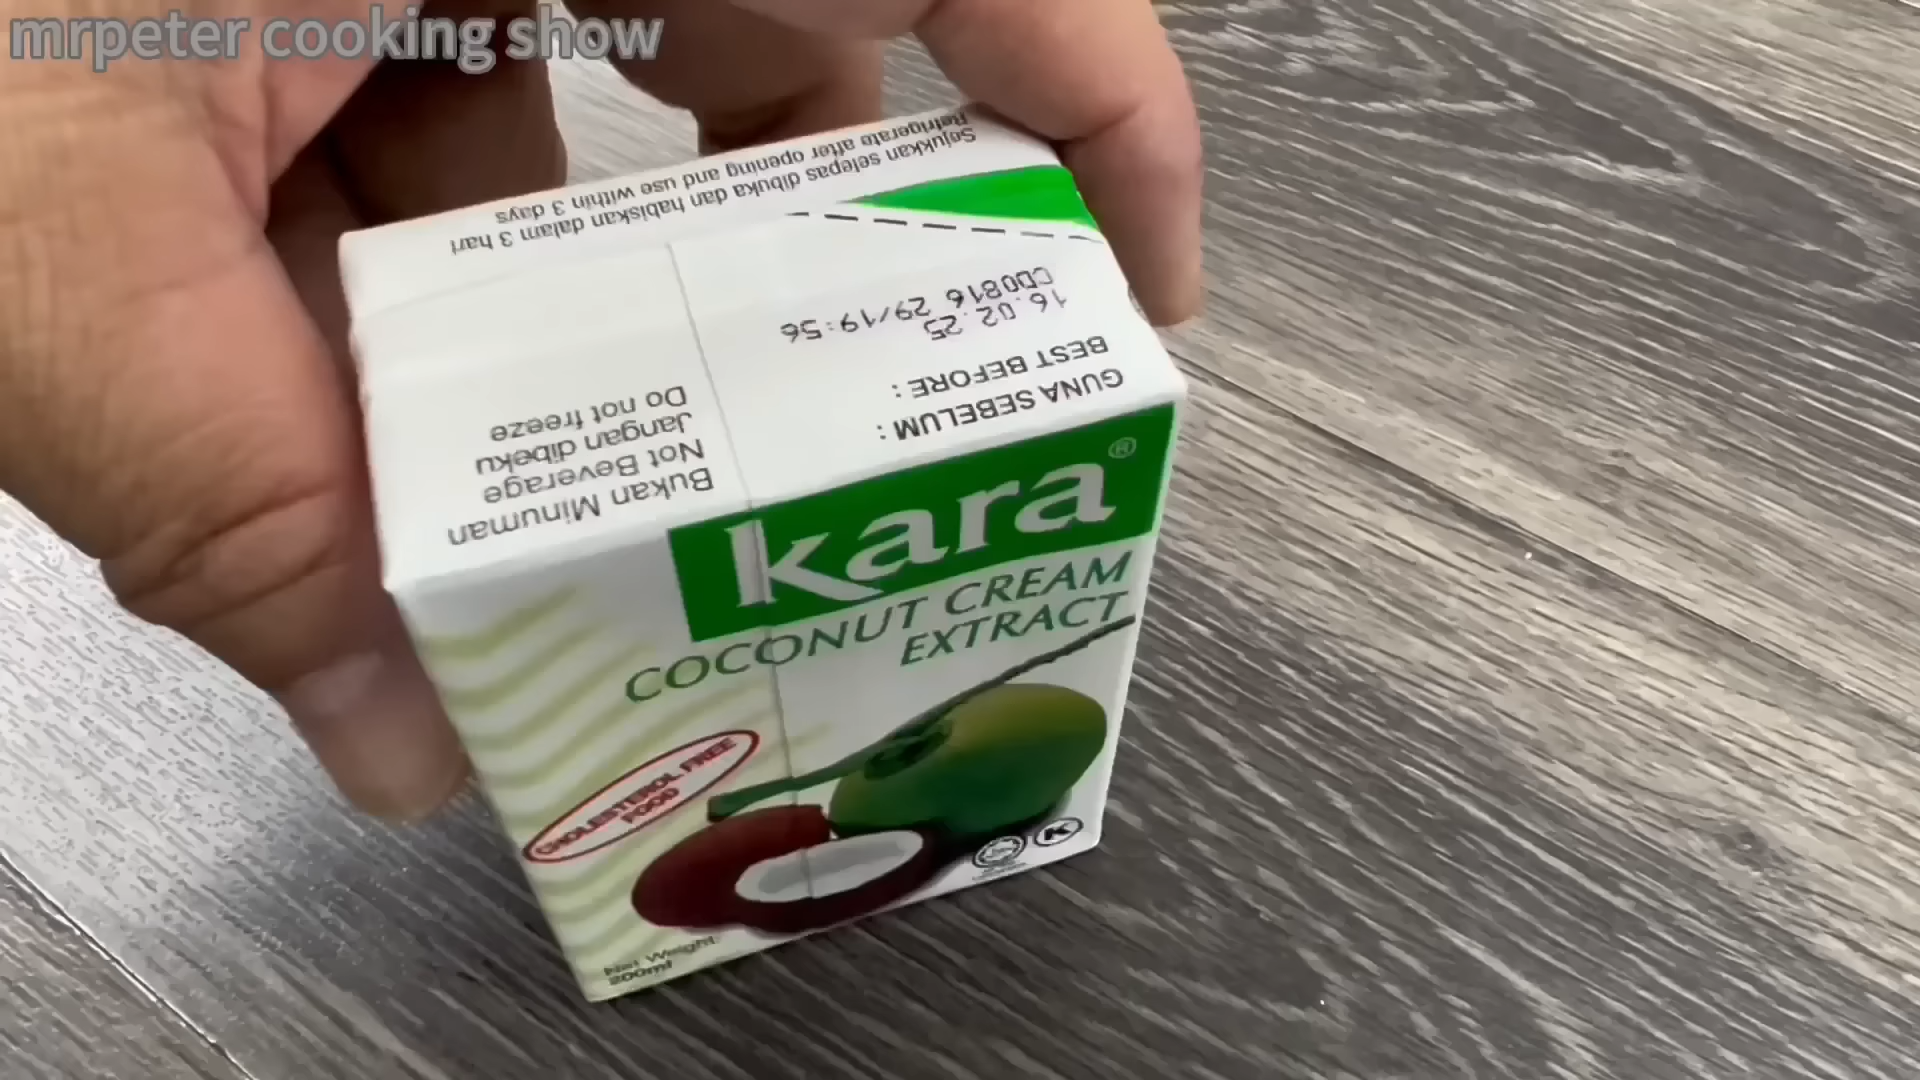 mrpeter cooking show
Sejukkan selepas dibuka dan habiskan dalam 3 hari
Refrigerate after opening and use within 3 days
GUNA SEBELUM :
BEST BEFORE :
16.02.25
CD0816 29/19:56
Bukan Minuman
Not Beverage
Jangan dibeku
Do not freeze
kara®
COCONUT CREAM
EXTRACT
CHOLESTEROL FREE
FOOD
K
Net Weight:
200ml